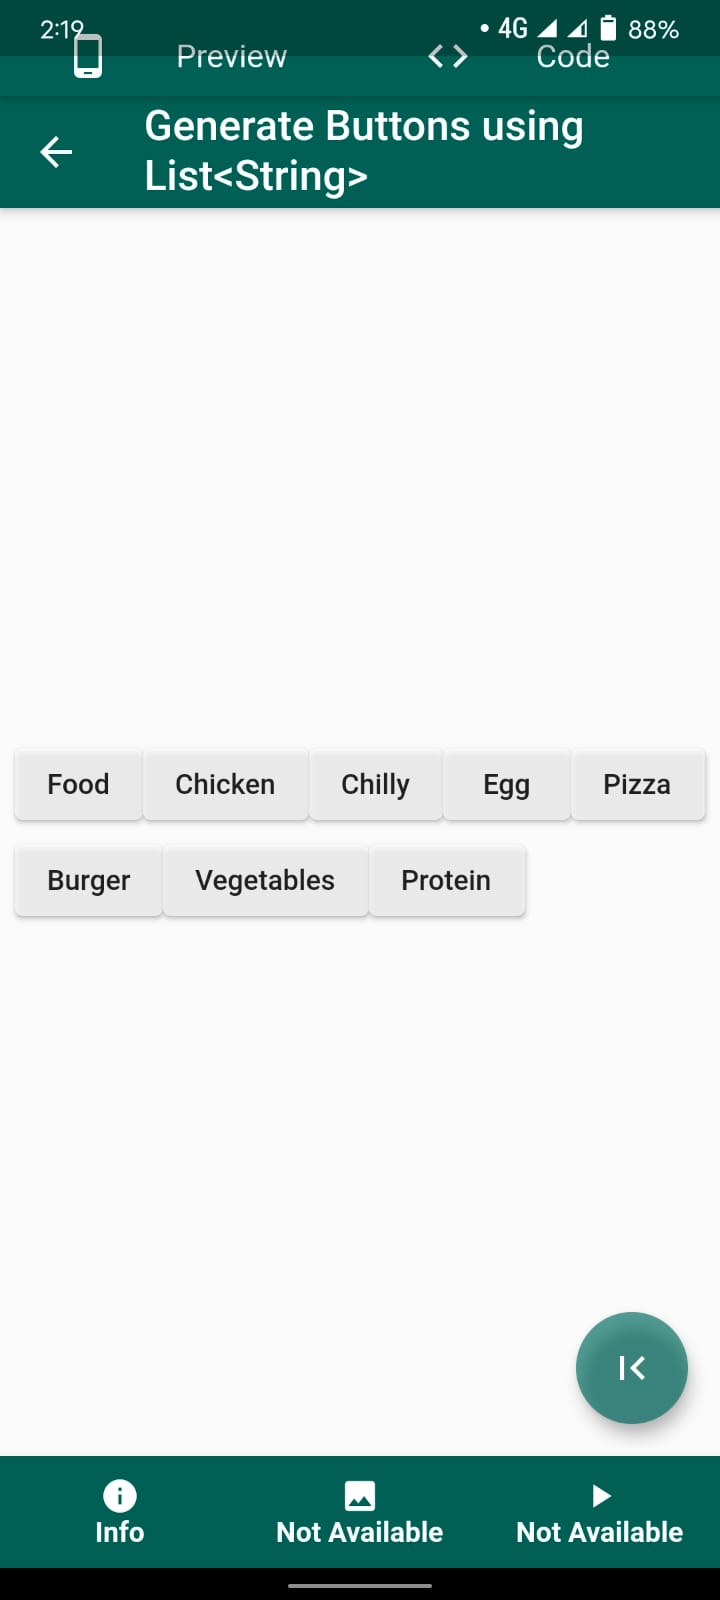 2:19 • 4G 88%
Preview <> Code
Generate Buttons using
List<String>
Food Chicken Chilly Egg Pizza
Burger Vegetables Protein
Info Not Available Not Available